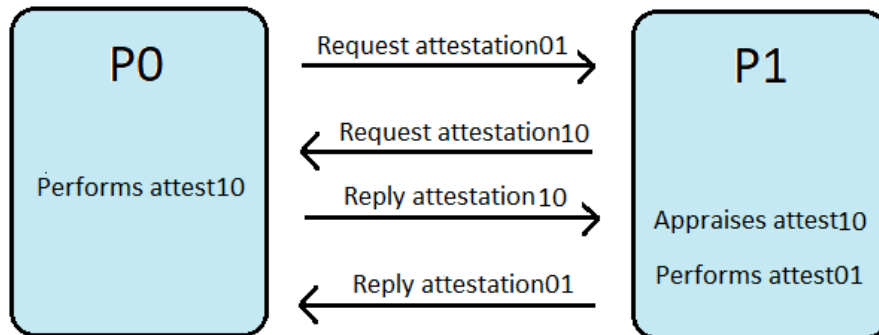 P0
P1
Request attestation01
Request attestation10
Performs attest10
Reply attestation10
Appraises attest10
Performs attest01
Reply attestation01